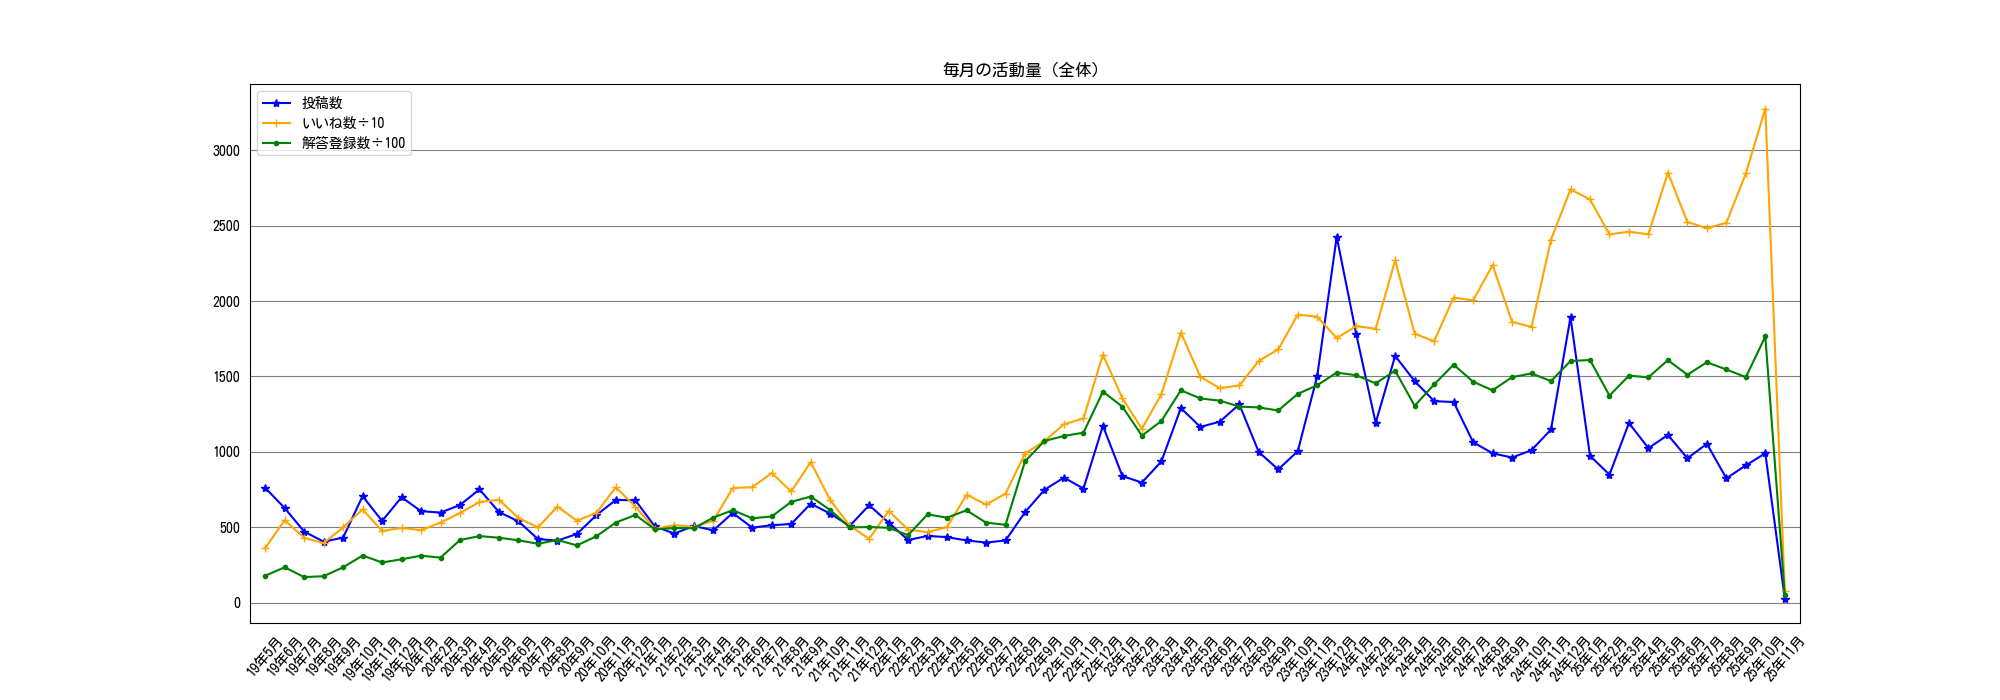 毎月の活動量（全体）
投稿数
いいね数÷10
解答登録数÷100
3000
2500
2000
1500
1000
500
0
19年5月
19年6月
19年7月
19年8月
19年9月
19年10月
19年11月
19年12月
20年1月
20年2月
20年3月
20年4月
20年5月
20年6月
20年7月
20年8月
20年9月
20年10月
20年11月
20年12月
21年1月
21年2月
21年3月
21年4月
21年5月
21年6月
21年7月
21年8月
21年9月
21年10月
21年11月
21年12月
22年1月
22年2月
22年3月
22年4月
22年5月
22年6月
22年7月
22年8月
22年9月
22年10月
22年11月
22年12月
23年1月
23年2月
23年3月
23年4月
23年5月
23年6月
23年7月
23年8月
23年9月
23年10月
23年11月
23年12月
24年1月
24年2月
24年3月
24年4月
24年5月
24年6月
24年7月
24年8月
24年9月
24年10月
24年11月
24年12月
25年1月
25年2月
25年3月
25年4月
25年5月
25年6月
25年7月
25年8月
25年9月
25年10月
25年11月